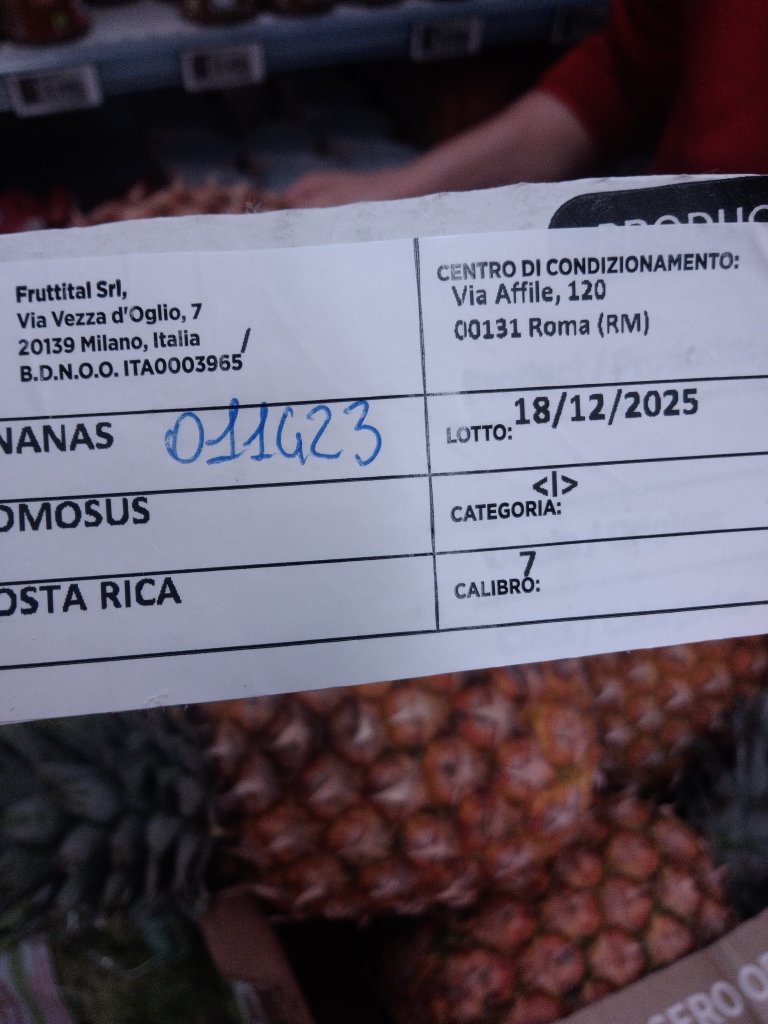 PRODUC
Fruttital Srl,
Via Vezza d'Oglio, 7
20139 Milano, Italia /
B.D.N.O.O. ITA0003965
CENTRO DI CONDIZIONAMENTO:
Via Affile, 120
00131 Roma (RM)
NANAS 011423
LOTTO: 18/12/2025
OMOSUS
CATEGORIA: <I>
OSTA RICA
CALIBRO: 7